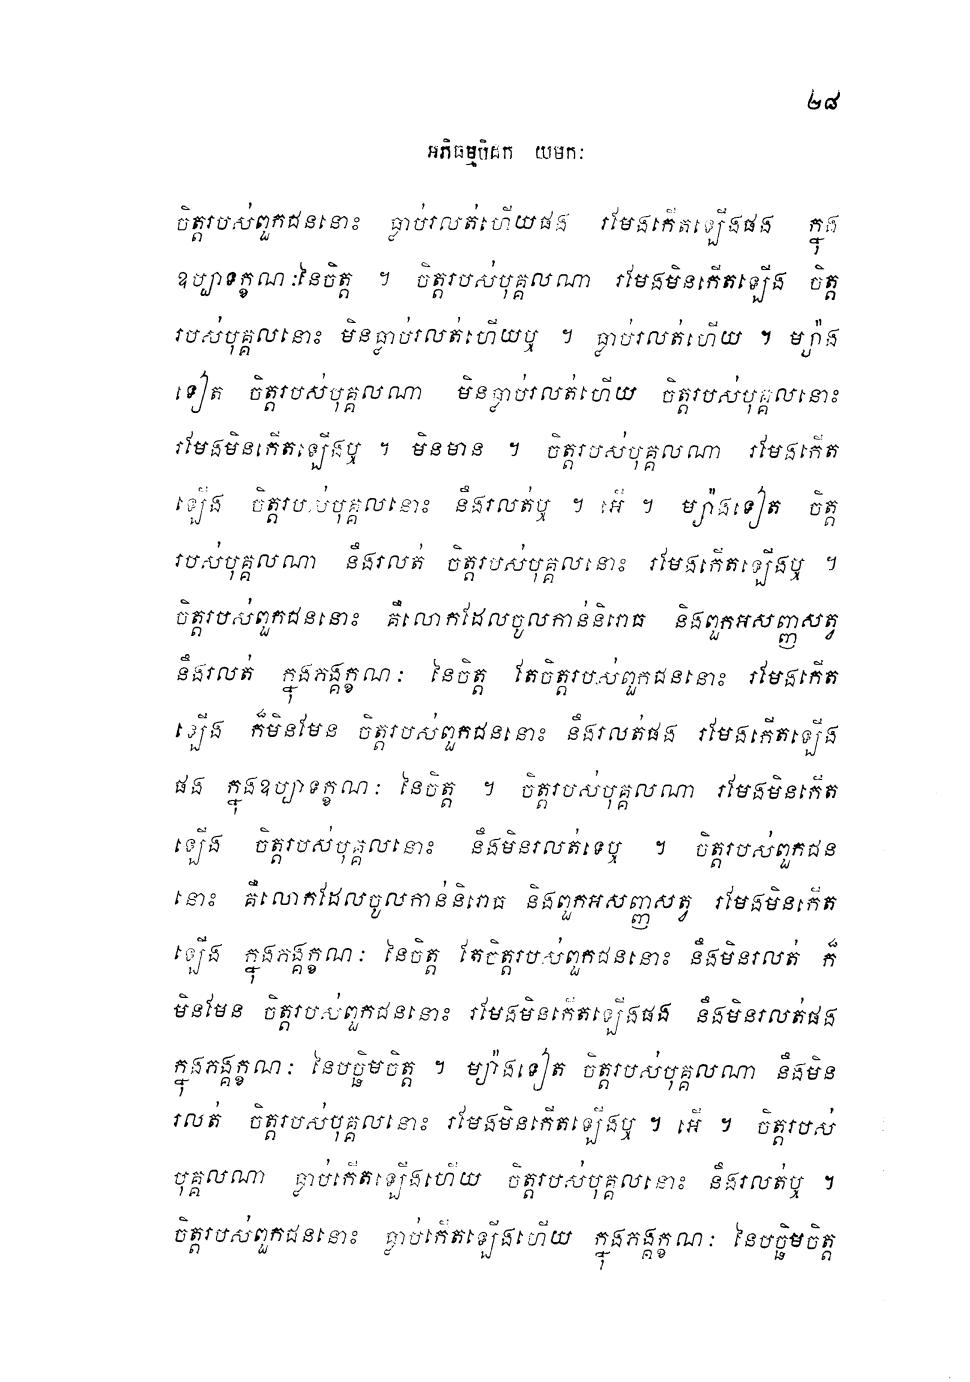 ២៨
អភិធម្មបិដក យមកៈ
ចិត្តរបស់ពួកជននោះ ធ្លាប់រលត់ហើយផង រមែងកើតឡើងផង ក្នុង
ឧប្បាទក្ខណៈនៃចិត្ត ។ ចិត្តរបស់បុគ្គលណា រមែងមិនកើតឡើង ចិត្ត
របស់បុគ្គលនោះ មិនធ្លាប់រលត់ហើយឬ ។ ធ្លាប់រលត់ហើយ ។ ម្យ៉ាង
ទៀត ចិត្តរបស់បុគ្គលណា មិនធ្លាប់រលត់ហើយ ចិត្តរបស់បុគ្គលនោះ
រមែងមិនកើតឡើងឬ ។ មិនមាន ។ ចិត្តរបស់បុគ្គលណា រមែងកើត
ឡើង ចិត្តរបស់បុគ្គលនោះ នឹងរលត់ឬ ។ អើ ។ ម្យ៉ាងទៀត ចិត្ត
របស់បុគ្គលណា នឹងរលត់ ចិត្តរបស់បុគ្គលនោះ រមែងកើតឡើងឬ ។
ចិត្តរបស់ពួកជននោះ គឺលោកដែលចូលកាន់និរោធ និងពួកអសញ្ញសត្វ
នឹងរលត់ ក្នុងភង្គក្ខណៈ នៃចិត្ត តែចិត្តរបស់ពួកជននោះ រមែងកើត
ឡើង ក៏មិនមែន ចិត្តរបស់ពួកជននោះ នឹងរលត់ផង រមែងកើតឡើង
ផង ក្នុងឧប្បាទក្ខណៈ នៃចិត្ត ។ ចិត្តរបស់បុគ្គលណា រមែងមិនកើត
ឡើង ចិត្តរបស់បុគ្គលនោះ នឹងមិនរលត់ទេឬ ។ ចិត្តរបស់ពួកជន
នោះ គឺលោកដែលចូលកាន់និរោធ និងពួកអសញ្ញសត្វ រមែងមិនកើត
ឡើង ក្នុងភង្គក្ខណៈ នៃចិត្ត តែចិត្តរបស់ពួកជននោះ នឹងមិនរលត់ ក៏
មិនមែន ចិត្តរបស់ពួកជននោះ រមែងមិនកើតឡើងផង នឹងមិនរលត់ផង
ក្នុងភង្គក្ខណៈ នៃបច្ឆិមចិត្ត ។ ម្យ៉ាងទៀត ចិត្តរបស់បុគ្គលណា នឹងមិន
រលត់ ចិត្តរបស់បុគ្គលនោះ រមែងមិនកើតឡើងឬ ។ អើ ។ ចិត្តរបស់
បុគ្គលណា ធ្លាប់កើតឡើងហើយ ចិត្តរបស់បុគ្គលនោះ នឹងរលត់ឬ ។
ចិត្តរបស់ពួកជននោះ ធ្លាប់កើតឡើងហើយ ក្នុងភង្គក្ខណៈ នៃបច្ឆិមចិត្ត